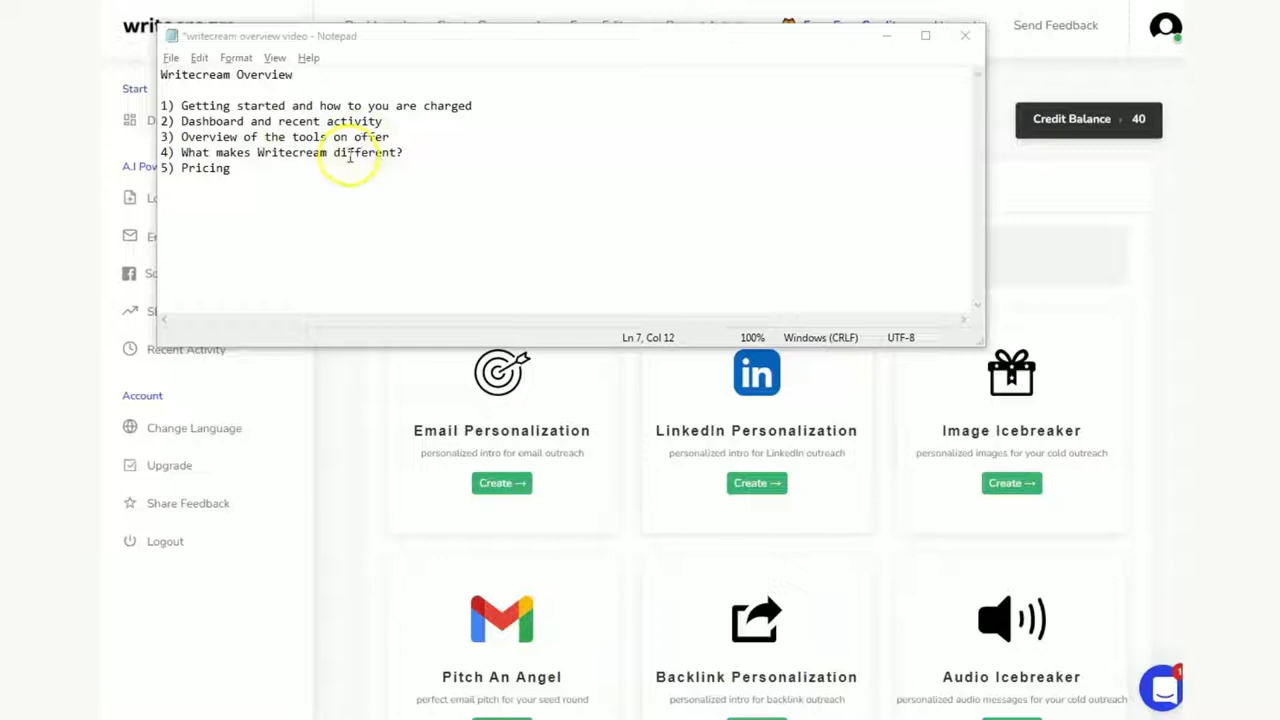 *writecream overview video - Notepad
Send Feedback
File Edit Format View Help
Writecream Overview
1) Getting started and how to you are charged
2) Dashboard and recent activity
3) Overview of the tools on offer
4) What makes Writecream different?
5) Pricing
Ln 7, Col 12 100% Windows (CRLF) UTF-8
Start
Credit Balance 40
Recent Activity
Account
Change Language
Upgrade
Share Feedback
Logout
in
Email Personalization
personalized intro for email outreach
Create →
LinkedIn Personalization
personalized intro for LinkedIn outreach
Create →
Image Icebreaker
personalized images for your cold outreach
Create →
Pitch An Angel
perfect email pitch for your seed round
Backlink Personalization
personalized intro for backlink outreach
Audio Icebreaker
personalized audio messages for your cold outreach
1